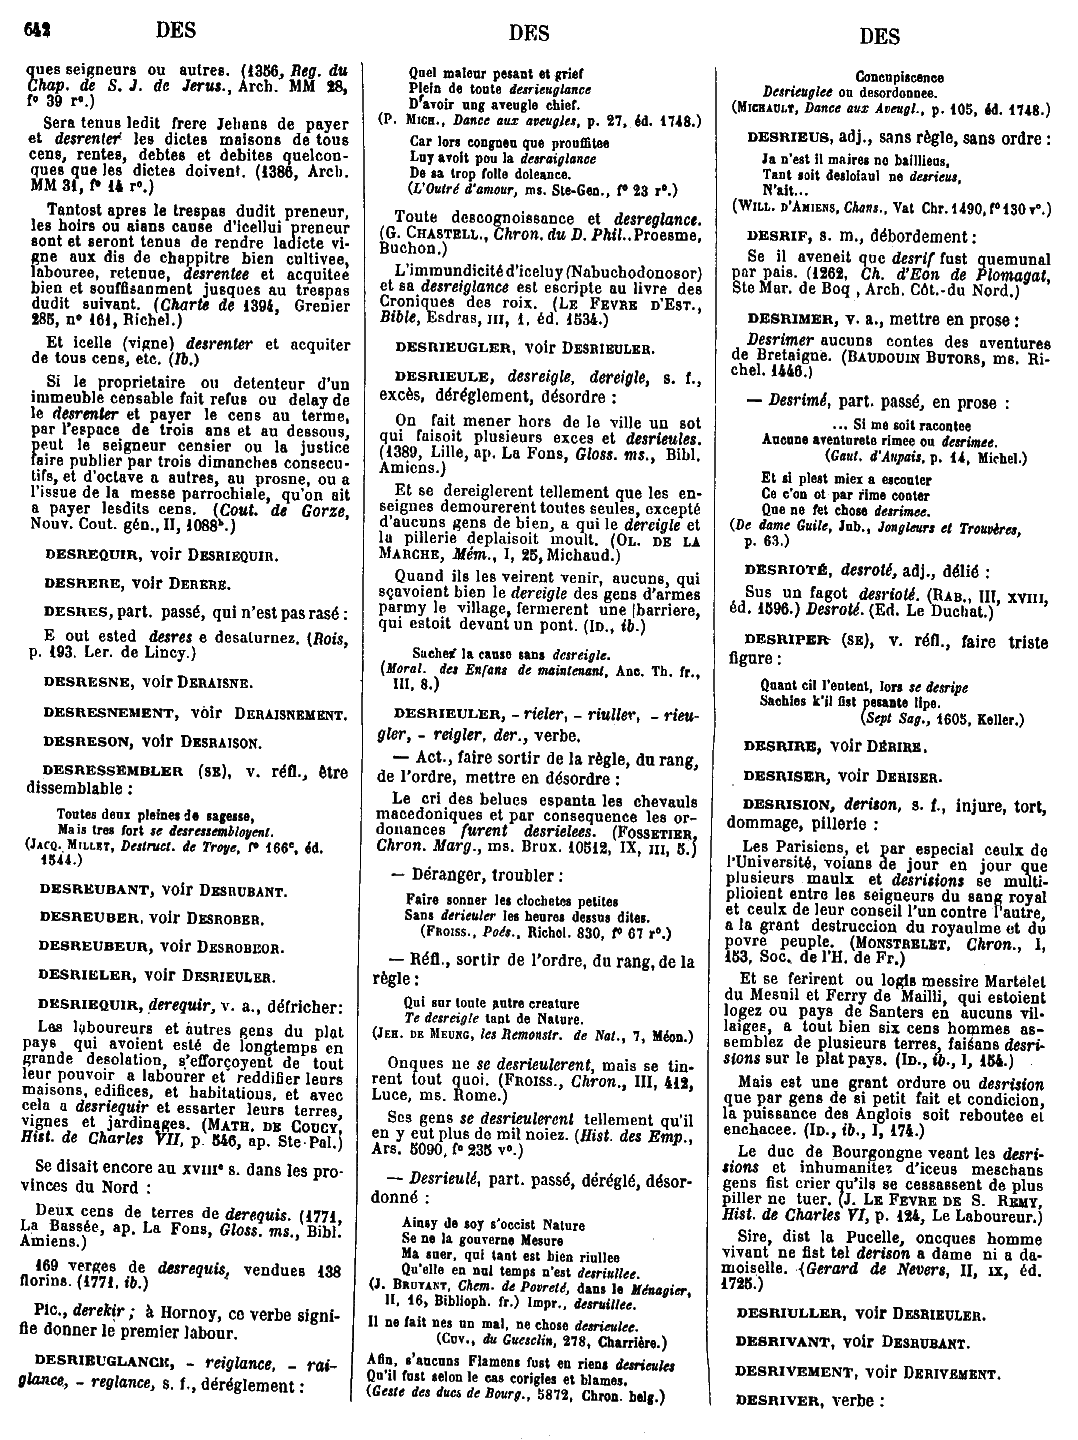 642 DES DES DES
ques seigneurs ou autres. (1356, Reg. du
Chap. de S. J. de Jerus., Arch. MM 28,
f° 39 r°.)
Sera tenus ledit frere Jehans de payer
et desrenter les dictes maisons de tous
cens, rentes, debtes et debites quelcon-
ques que les dictes doivent. (1386, Arch.
MM 31, f° 14 r°.)
Tantost apres le trespas dudit preneur,
les hoirs ou aians cause d'icellui preneur
sont et seront tenus de rendre ladicte vi-
gne aux dis de chappitre bien cultivee,
labouree, retenue, desrentee et acquitee
bien et souffisanment jusques au trespas
dudit suivant. (Charte de 1394, Grenier
285, n° 161, Richel.)
Et icelle (vigne) desrenter et acquiter
de tous cens, etc. (Ib.)
Si le proprietaire ou detenteur d'un
immeuble censable fait refus ou delay de
le desrenter et payer le cens au terme,
par l'espace de trois ans et au dessous,
peut le seigneur censier ou la justice
faire publier par trois dimanches consecu-
tifs, et d'octave a autres, au prosne, ou a
l'issue de la messe parrochiale, qu'on ait
a payer lesdits cens. (Cout. de Gorze,
Nouv. Cout. gén., II, 1088b.)
DESREQUIR, voir DESRIEQUIR.
DESRERE, voir DERERE.
DESRES, part. passé, qui n'est pas rasé :
E out ested desres e desaturnez. (Rois,
p. 193. Ler. de Lincy.)
DESRESNE, voir DERAISNE.
DESRESNEMENT, voir DERAISNEMENT.
DESRESON, voir DESRAISON.
DESRESSEMBLER (SE), v. réfl., être
dissemblable :
Toutes deux pleines de sagesse,
Mais tres fort se desressembloyent.
(JACQ. MILLET, Destruct. de Troye, f° 166c, éd.
1544.)
DESREUBANT, voir DESRUBANT.
DESREUBER, voir DESROBER.
DESREUBEUR, voir DESROBEOR.
DESRIELER, voir DESRIEULER.
DESRIEQUIR, derequir, v. a., défricher:
Les laboureurs et autres gens du plat
pays qui avoient esté de longtemps en
grande desolation, s'efforçoyent de tout
leur pouvoir a labourer et reddifier leurs
maisons, edifices, et habitations, et avec
cela a desriequir et essarter leurs terres,
vignes et jardinages. (MATH. DE COUCY,
Hist. de Charles VII, p. 546, ap. Ste-Pal.)
Se disait encore au XVIIIe s. dans les pro-
vinces du Nord :
Deux cens de terres de derequis. (1771,
La Bassée, ap. La Fons, Gloss. ms., Bibl.
Amiens.)
169 verges de desrequis, vendues 138
florins. (1771, ib.)
Pic., derekir ; à Hornoy, ce verbe signi-
fie donner le premier labour.
DESRIEUGLANCE, - reiglance, - rai-
glance, - reglance, s. f., déréglement :
Quel maleur pesant et grief
Plein de toute desrieuglance
D'avoir ung aveugle chief.
(P. MICH., Dance aux aveugles, p. 27, éd. 1748.)
Car lors congneu que prouffitee
Luy avoit pou la desraiglance
De sa trop folle doleance.
(L'Outré d'amour, ms. Ste-Gen., f° 23 r°.)
Toute descognoissance et desreglance.
(G. CHASTELL., Chron. du D. Phil.. Proesme,
Buchon.)
L'immundicité d'iceluy (Nabuchodonosor)
et sa desreiglance est escripte au livre des
Croniques des roix. (LE FEVRE D'EST.,
Bible, Esdras, III, 1, éd. 1534.)
DESRIEUGLER, voir DESRIEULER.
DESRIEULE, desreigle, dereigle, s. f.,
excès, déréglement, désordre :
On fait mener hors de le ville un sot
qui faisoit plusieurs exces et desrieules.
(1389, Lille, ap. La Fons, Gloss. ms., Bibl.
Amiens.)
Et se dereiglerent tellement que les en-
seignes demourerent toutes seules, excepté
d'aucuns gens de bien, a qui le dereigle et
la pillerie deplaisoit moult. (OL. DE LA
MARCHE, Mém., I, 25, Michaud.)
Quand ils les veirent venir, aucuns, qui
sçavoient bien le dereigle des gens d'armes
parmy le village, fermerent une barriere,
qui estoit devant un pont. (ID., ib.)
Suchet la cause sans desreigle.
(Moral. des Enfans de maintenant, Anc. Th. fr.,
III, 8.)
DESRIEULER, - rieler, - riuller, - rieu-
gler, - reigler, der., verbe.
— Act., faire sortir de la règle, du rang,
de l'ordre, mettre en désordre :
Le cri des belues espanta les chevauls
macedoniques et par consequence les or-
donances furent desrielees. (FOSSETIER,
Chron. Marg., ms. Brux. 10512, IX, III, 5.)
— Déranger, troubler :
Faire sonner les clochetes petites
Sans derieuler les heures dessus dites.
(FROISS., Poés., Richel. 830, f° 67 r°.)
— Réfl., sortir de l'ordre, du rang, de la
règle :
Qui sur toute autre creature
Te desreigle tant de Nature.
(JEH. DE MEUNG, les Remonstr. de Nat., 7, Méon.)
Onques ne se desrieulerent, mais se tin-
rent tout quoi. (FROISS., Chron., III, 412,
Luce, ms. Rome.)
Ses gens se desrieulerent tellement qu'il
en y eut plus de mil noiez. (Hist. des Emp.,
Ars. 5090, f° 235 v°.)
— Desrieulé, part. passé, déréglé, désor-
donné :
Ainsy de soy s'occist Nature
Se ne la gouverne Mesure
Ma suer, qui tant est bien riullee
Qu'elle en nul temps n'est desriullee.
(J. BRUYANT, Chem. de Povreté, dans le Ménagier,
II, 16, Biblioph. fr.) Impr., desruillee.
Il ne fait nes un mal, ne chose desrieulee.
(CUV., du Guesclin, 278, Charrière.)
Afin, s'aucuns Flamens fust en riens desrieules
Qu'il fust selon le cas corigies et blames.
(Geste des ducs de Bourg., 5872, Chron. belg.)
Concupiscence
Desrieuglee ou desordonnee.
(MICHAULT, Dance aux Aveugl., p. 105, éd. 1748.)
DESRIEUS, adj., sans règle, sans ordre :
Ja n'est il maires ne baillieus,
Tant soit desloiaul ne desrieus,
N'ait...
(WILL. D'AMIENS, Chans., Vat Chr. 1490, f° 130 v°.)
DESRIF, s. m., débordement :
Se il aveneit que desrif fust quemunal
por pais. (1262, Ch. d'Eon de Plomagat,
Ste Mar. de Boq , Arch. Côt.-du Nord.)
DESRIMER, v. a., mettre en prose :
Desrimer aucuns contes des aventures
de Bretaigne. (BAUDOUIN BUTORS, ms. Ri-
chel. 1446.)
— Desrimé, part. passé, en prose :
... Si me soit racontee
Aucune aventurete rimee ou desrimee.
(Gaut. d'Aupais, p. 14, Michel.)
Et si plest miex a escouter
Ce c'on ot par rime conter
Que ne fet chose desrimee.
(De dame Guile, Jub., Jongleurs et Trouvères,
p. 63.)
DESRIOTÉ, desroté, adj., délié :
Sus un fagot desrioté. (RAB., III, XVIII,
éd. 1596.) Desroté. (Ed. Le Duchat.)
DESRIPER (SE), v. réfl., faire triste
figure :
Quant cil l'entent, lors se desripe
Sachies k'il fist pesante lipe.
(Sept Sag., 1605, Keller.)
DESRIRE, voir DÉRIRE.
DESRISER, voir DERISER.
DESRISION, derison, s. f., injure, tort,
dommage, pillerie :
Les Parisiens, et par especial ceulx de
l'Université, voians de jour en jour que
plusieurs maulx et desrisions se multi-
plioient entre les seigneurs du sang royal
et ceulx de leur conseil l'un contre l'autre,
a la grant destruccion du royaulme et du
povre peuple. (MONSTRELET, Chron., I,
153, Soc. de l'H. de Fr.)
Et se ferirent ou logis messire Martelet
du Mesnil et Ferry de Mailli, qui estoient
logez ou pays de Santers en aucuns vil-
laiges, a tout bien six cens hommes as-
semblez de plusieurs terres, faisans desri-
sions sur le plat pays. (ID., ib., I, 154.)
Mais est une grant ordure ou desrision
que par gens de si petit fait et condicion,
la puissance des Anglois soit reboutee et
enchacee. (ID., ib., I, 174.)
Le duc de Bourgongne veant les desri-
sions et inhumanitez d'iceus meschans
gens fist crier qu'ils se cessassent de plus
piller ne tuer. (J. LE FEVRE DE S. REMY,
Hist. de Charles VI, p. 124, Le Laboureur.)
Sire, dist la Pucelle, oncques homme
vivant ne fist tel derison a dame ni a da-
moiselle. (Gerard de Nevers, II, IX, éd.
1725.)
DESRIULLER, voir DESRIEULER.
DESRIVANT, voir DESRUBANT.
DESRIVEMENT, voir DERIVEMENT.
DESRIVER, verbe :